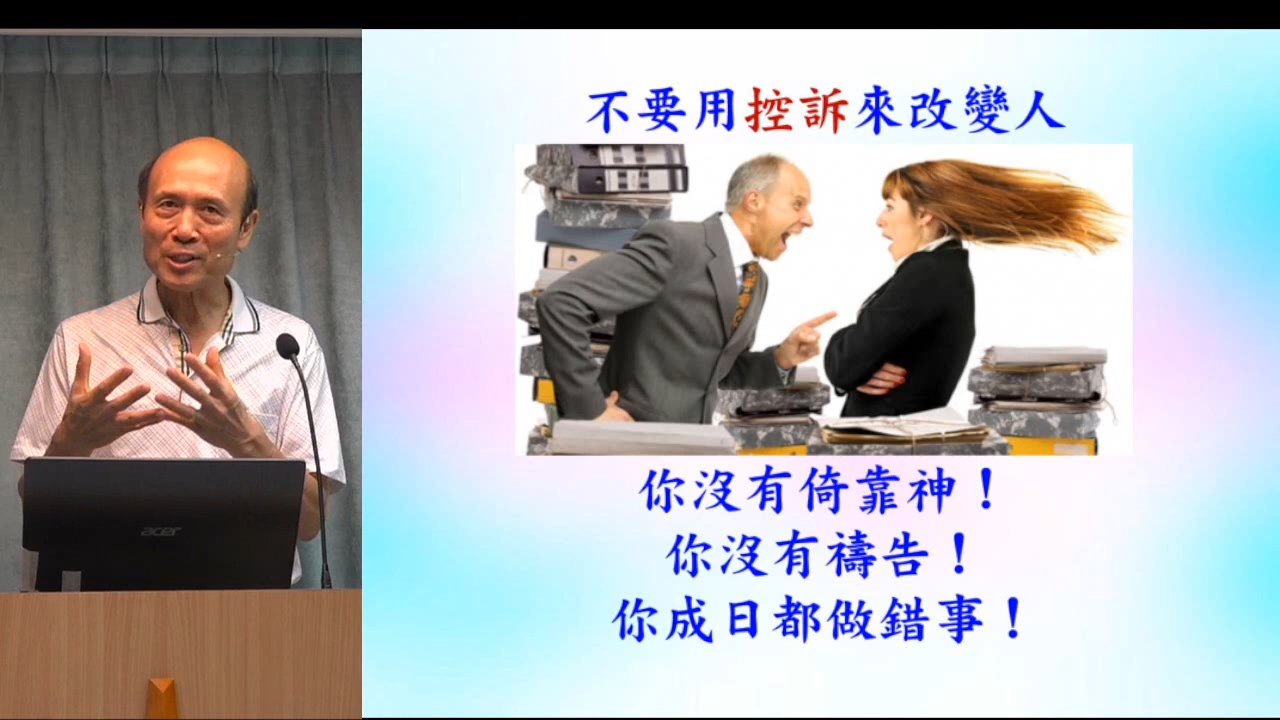 不要用控訴來改變人
你沒有倚靠神！
你沒有禱告！
你成日都做錯事！
acer